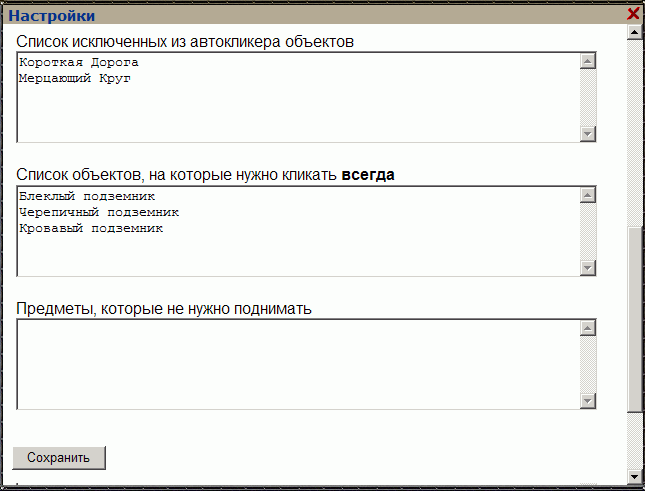 Настройки
Список исключенных из автокликера объектов
Короткая Дорога
Мерцающий Круг
Список объектов, на которые нужно кликать всегда
Блеклый подземник
Черепичный подземник
Кровавый подземник
Предметы, которые не нужно поднимать
Сохранить